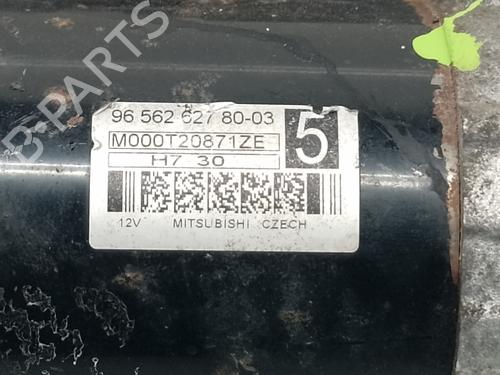 B-PARTS
96 562 627 80-03
5
M000T20871ZE
H7 30
12V MITSUBISHI CZECH